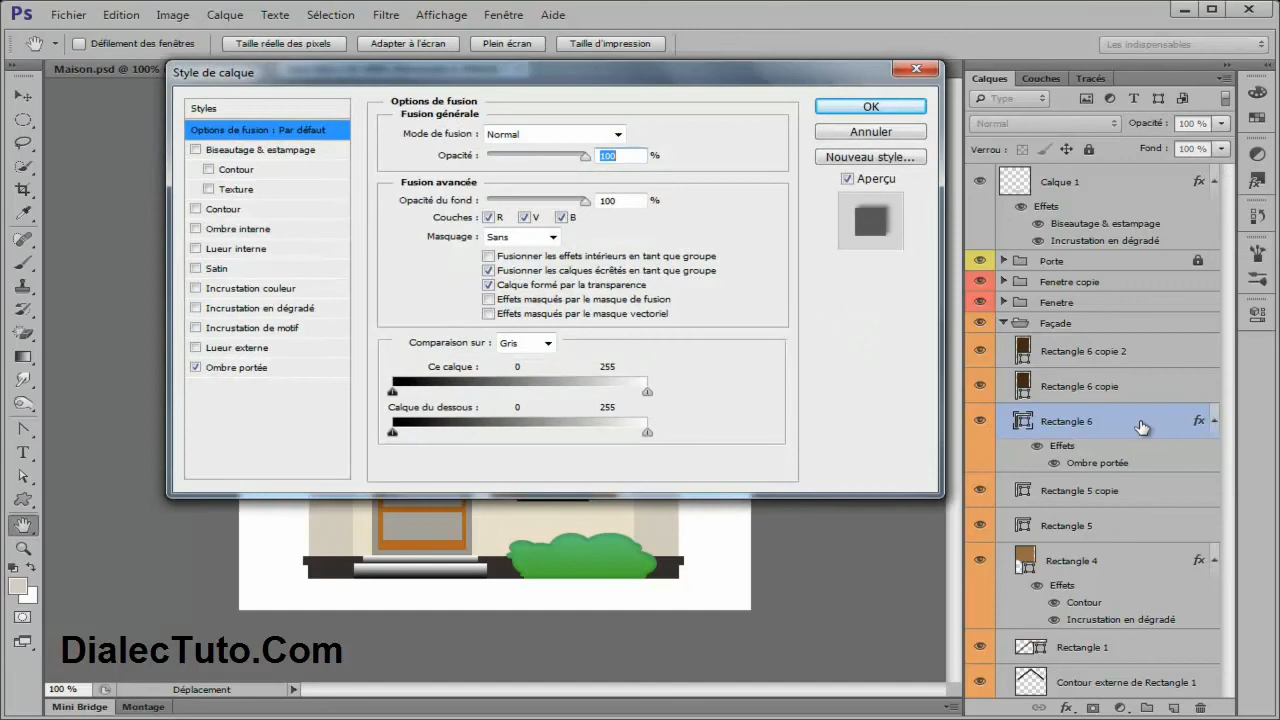 Ps Fichier Edition Image Calque Texte Sélection Filtre Affichage Fenêtre Aide
Défilement des fenêtres Taille réelle des pixels Adapter à l'écran Plein écran Taille d'impression Les indispensables
Maison.psd @ 100%
Style de calque
Styles
Options de fusion : Par défaut
Biseautage & estampage
Contour
Texture
Contour
Ombre interne
Lueur interne
Satin
Incrustation couleur
Incrustation en dégradé
Incrustation de motif
Lueur externe
Ombre portée
Options de fusion
Fusion générale
Mode de fusion : Normal
Opacité : 100 %
Fusion avancée
Opacité du fond : 100 %
Couches : R V B
Masquage : Sans
Fusionner les effets intérieurs en tant que groupe
Fusionner les calques écrêtés en tant que groupe
Calque formé par la transparence
Effets masqués par le masque de fusion
Effets masqués par le masque vectoriel
Comparaison sur : Gris
Ce calque : 0 255
Calque du dessous : 0 255
OK
Annuler
Nouveau style...
Aperçu
Calques Couches Tracés
Type
Normal Opacité : 100 %
Verrou : Fond : 100 %
Calque 1 fx
Effets
Biseautage & estampage
Incrustation en dégradé
Porte
Fenetre copie
Fenetre
Façade
Rectangle 6 copie 2
Rectangle 6 copie
Rectangle 6 fx
Effets
Ombre portée
Rectangle 5 copie
Rectangle 5
Rectangle 4 fx
Effets
Contour
Incrustation en dégradé
Rectangle 1
Contour externe de Rectangle 1
DialecTuto.Com
100 % Déplacement
Mini Bridge Montage